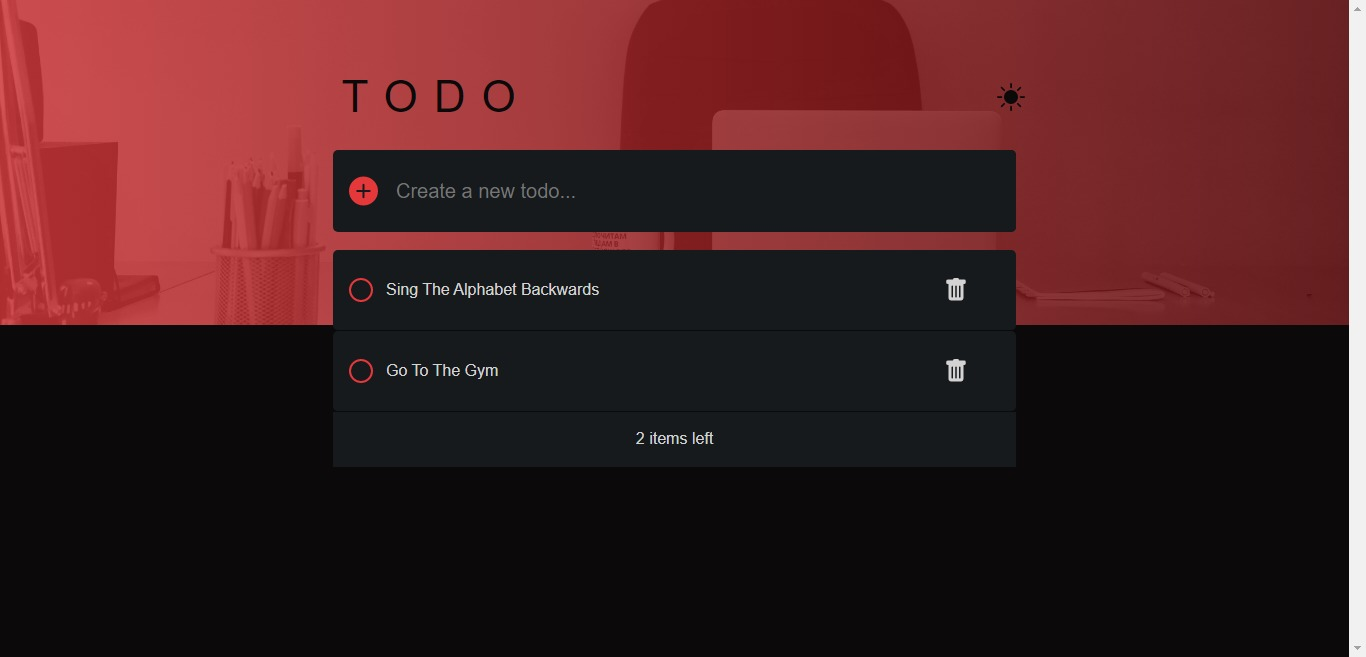 TODO
Create a new todo...
Sing The Alphabet Backwards
Go To The Gym
2 items left